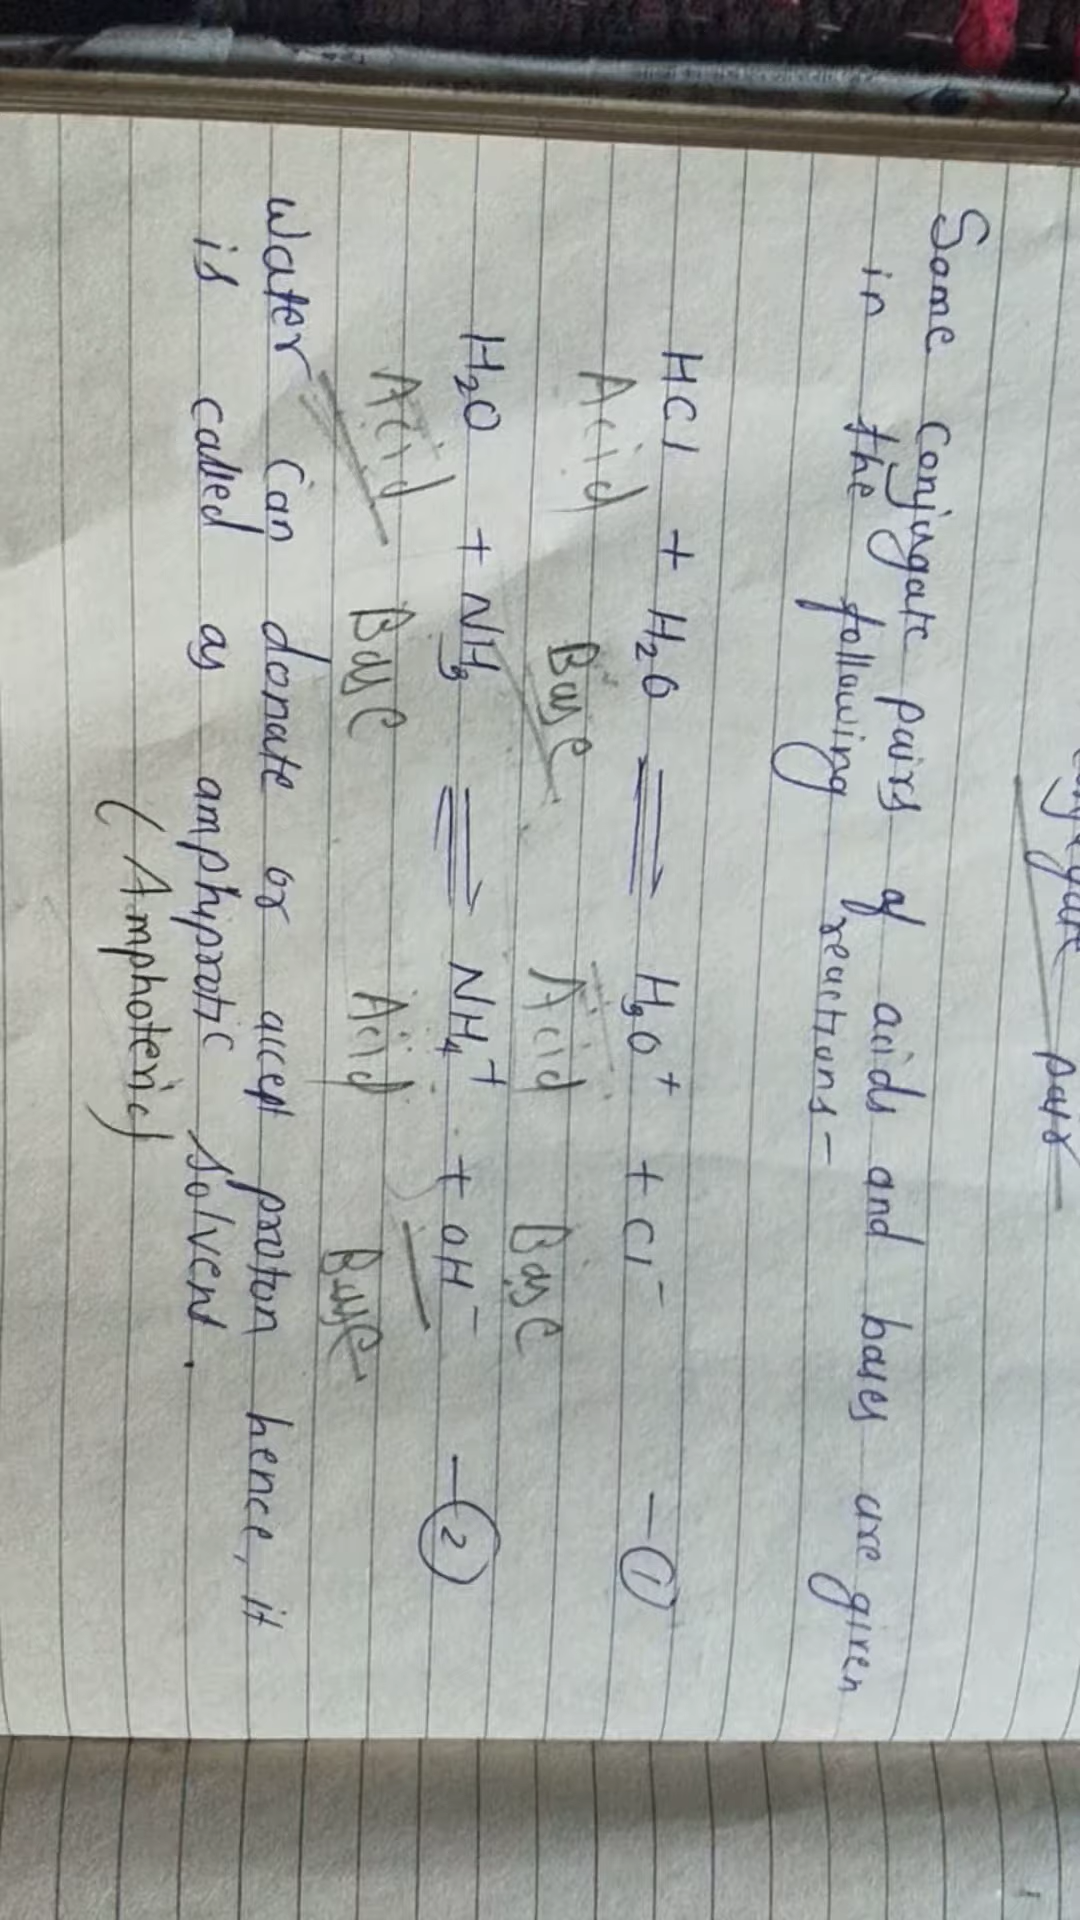 pair
Some Conjugate pairs of acids and bases are given
in the following reactions-
HCl + H₂O ⇌ H₃O⁺ + Cl⁻ -①
Acid Base Acid Base
H₂O + NH₃ ⇌ NH₄⁺ + OH⁻ -②
Acid Base Acid Base
Water can donate or accept proton hence, it
is called as amphiprotic solvent.
(Amphoteric)